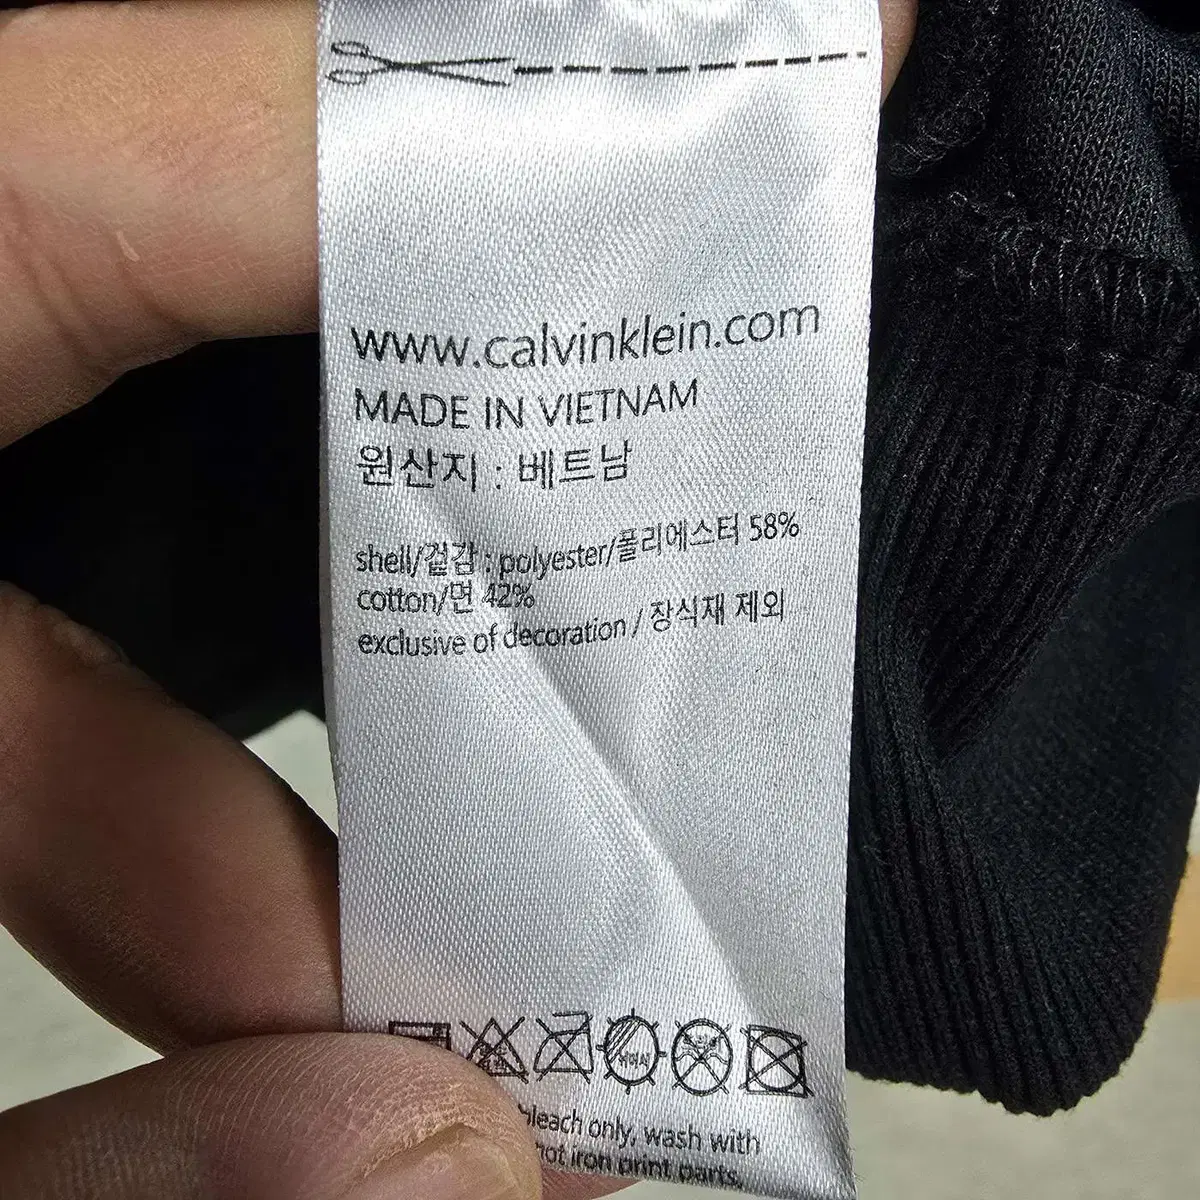 www.calvinklein.com
MADE IN VIETNAM
원산지 : 베트남
shell/겉감 : polyester/폴리에스터 58%
cotton/면 42%
exclusive of decoration / 장식재 제외
bleach only, wash with
not iron print parts.